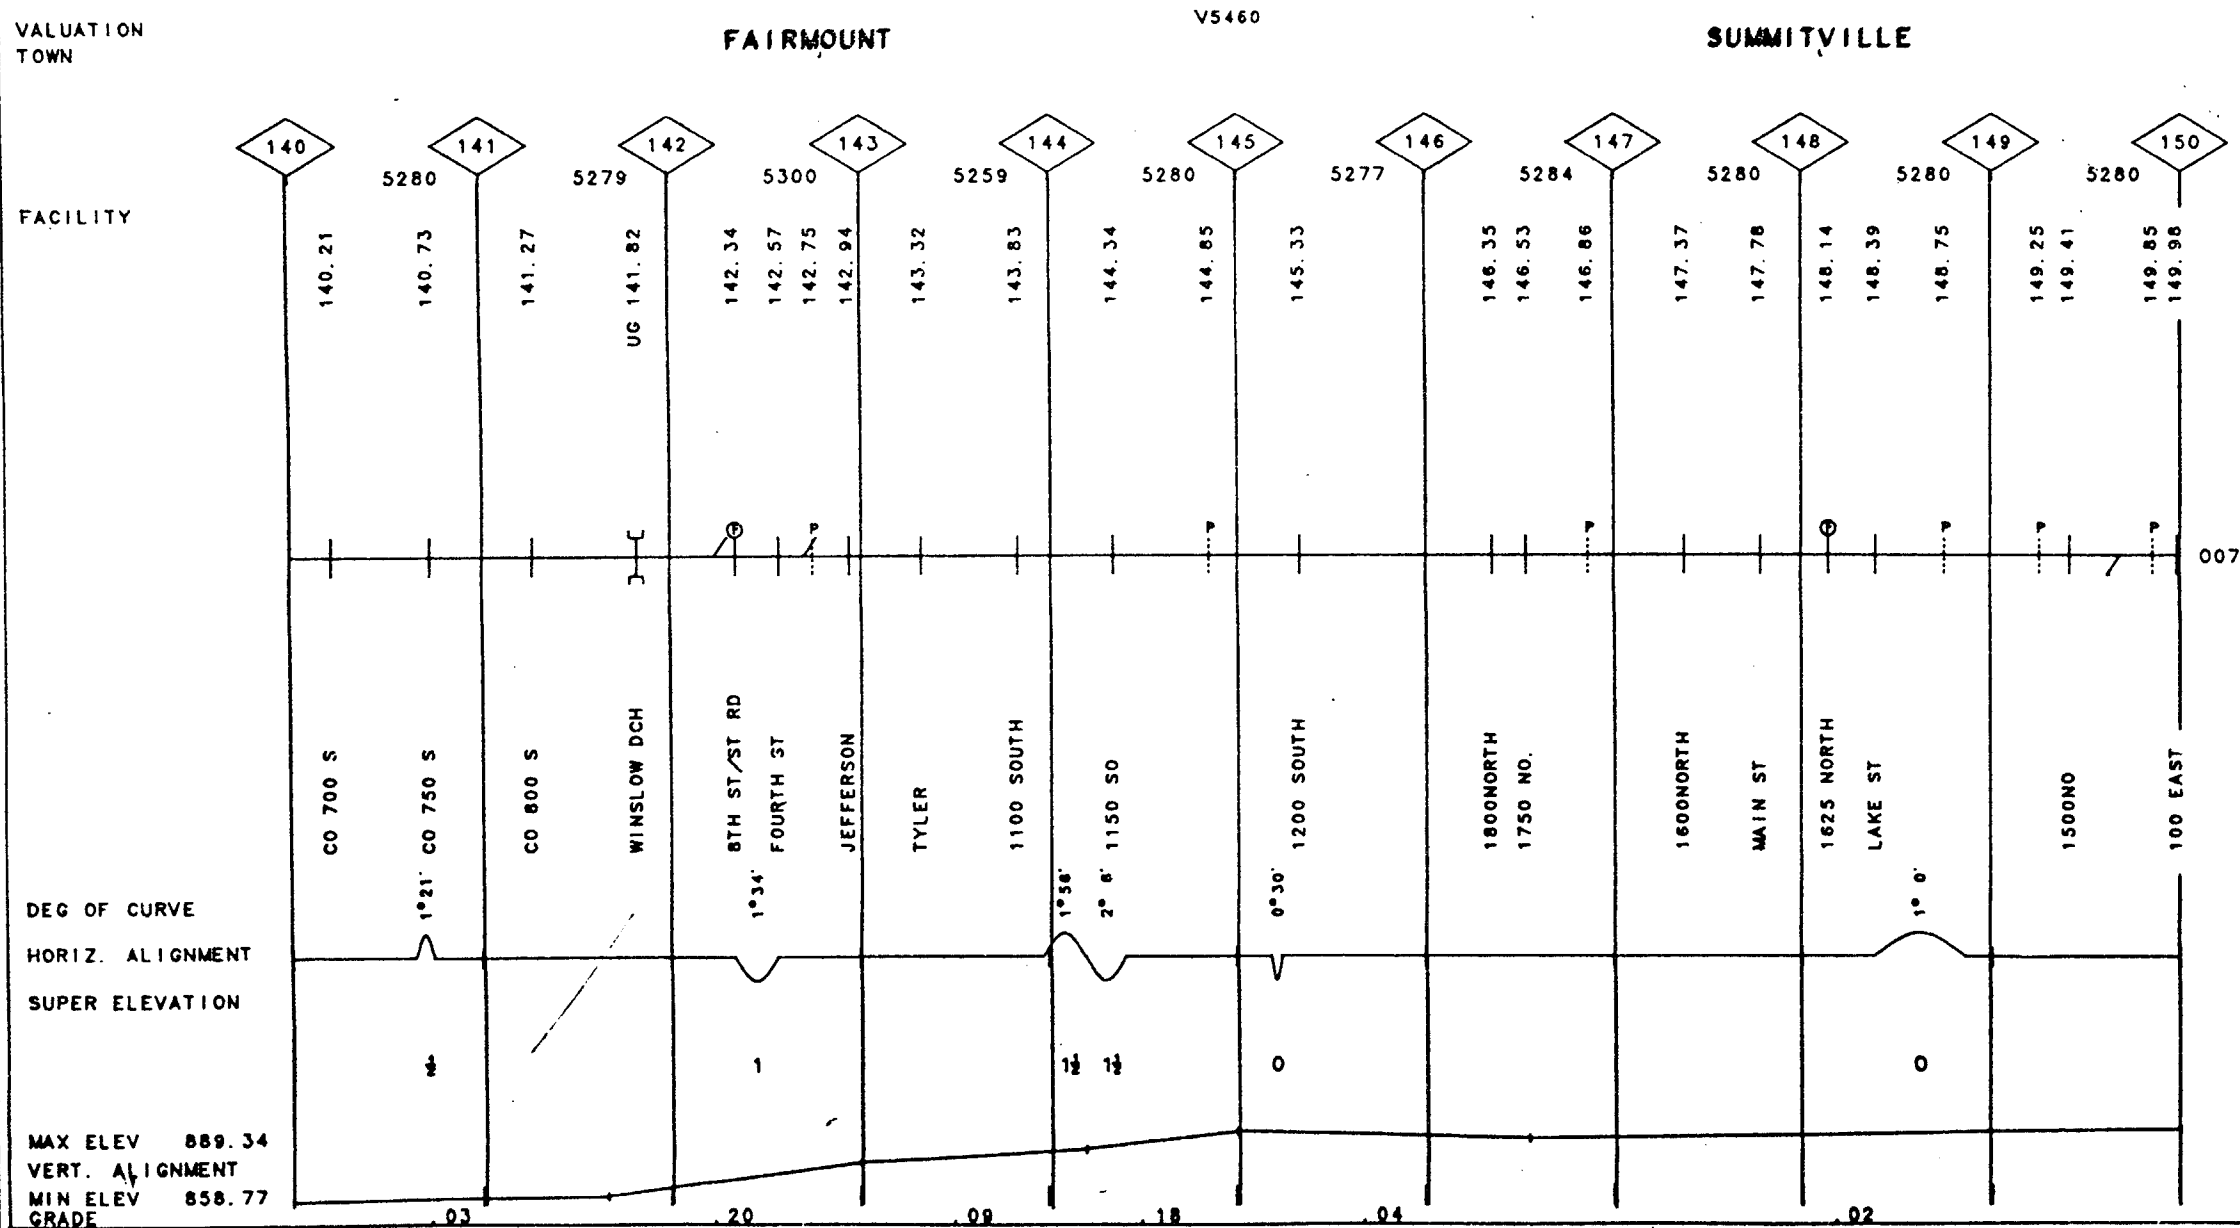 V5460
VALUATION
TOWN
FAIRMOUNT
SUMMITVILLE
140 141 142 143 144 145 146 147 148 149 150
5280 5279 5300 5259 5280 5277 5284 5280 5280 5280
FACILITY
140.21
140.73
141.27
UG 141.82
142.34
142.57
142.75
142.94
143.32
143.83
144.34
144.85
145.33
146.35
146.53
146.86
147.37
147.78
148.14
148.39
148.75
149.25
149.41
149.85
149.98
P P P P P P P P
007
CO 700 S
CO 750 S
CO 800 S
WINSLOW DCH
8TH ST/ST RD
FOURTH ST
JEFFERSON
TYLER
1100 SOUTH
1150 SO
1200 SOUTH
1800NORTH
1750 NO.
1600NORTH
MAIN ST
1625 NORTH
LAKE ST
1500NO
100 EAST
DEG OF CURVE
1°21'
1°34'
1°56'
2° 6'
0°30'
1° 0'
HORIZ. ALIGNMENT
SUPER ELEVATION
1 1½ 1½ 0 0
MAX ELEV 889.34
VERT. ALIGNMENT
MIN ELEV 858.77
GRADE
.03 .20 .09 .18 .04 .02